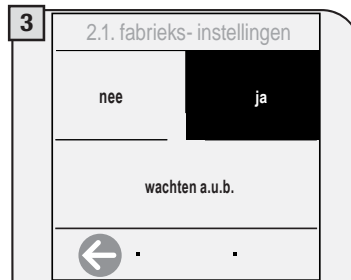 3
2.1. fabrieks- instellingen
nee ja
wachten a.u.b.